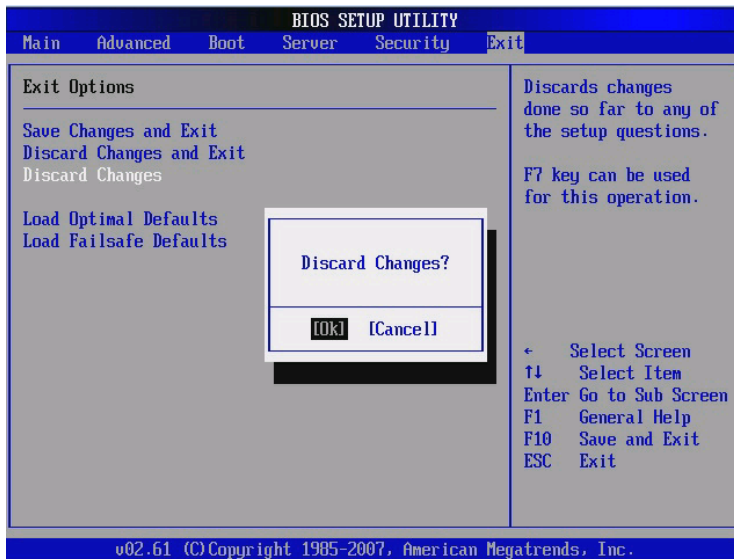 BIOS SETUP UTILITY
Main Advanced Boot Server Security Exit
Exit Options
Save Changes and Exit
Discard Changes and Exit
Discard Changes
Load Optimal Defaults
Load Failsafe Defaults
Discard Changes?
[Ok] [Cancel]
Discards changes
done so far to any of
the setup questions.
F7 key can be used
for this operation.
← Select Screen
↑↓ Select Item
Enter Go to Sub Screen
F1 General Help
F10 Save and Exit
ESC Exit
v02.61 (C)Copyright 1985-2007, American Megatrends, Inc.